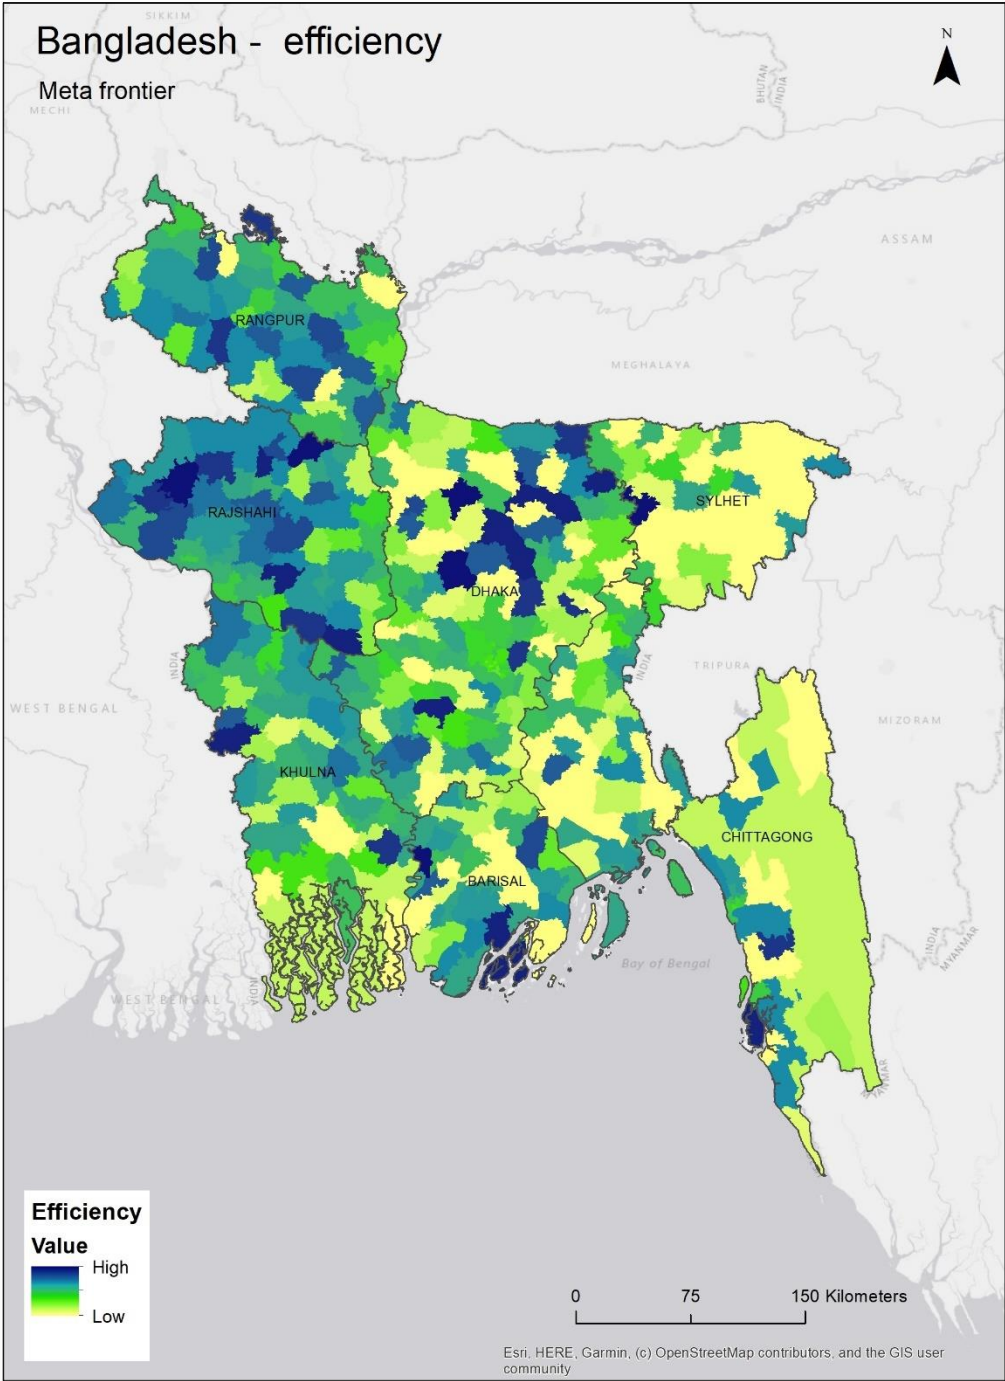 SIKKIM
Bangladesh -  efficiency
N
Meta frontier
MECHI
BHUTAN
INDIA
ASSAM
RANGPUR
MEGHALAYA
SYLHET
RAJSHAHI
DHAKA
INDIA
INDIA
TRIPURA
WEST BENGAL
MIZORAM
KHULNA
CHITTAGONG
BARISAL
INDIA
MYANMAR
Bay of Bengal
WEST BENGAL
INDIA
Efficiency
Value
High
Low
0
75
150 Kilometers
Esri, HERE, Garmin, (c) OpenStreetMap contributors, and the GIS user
community